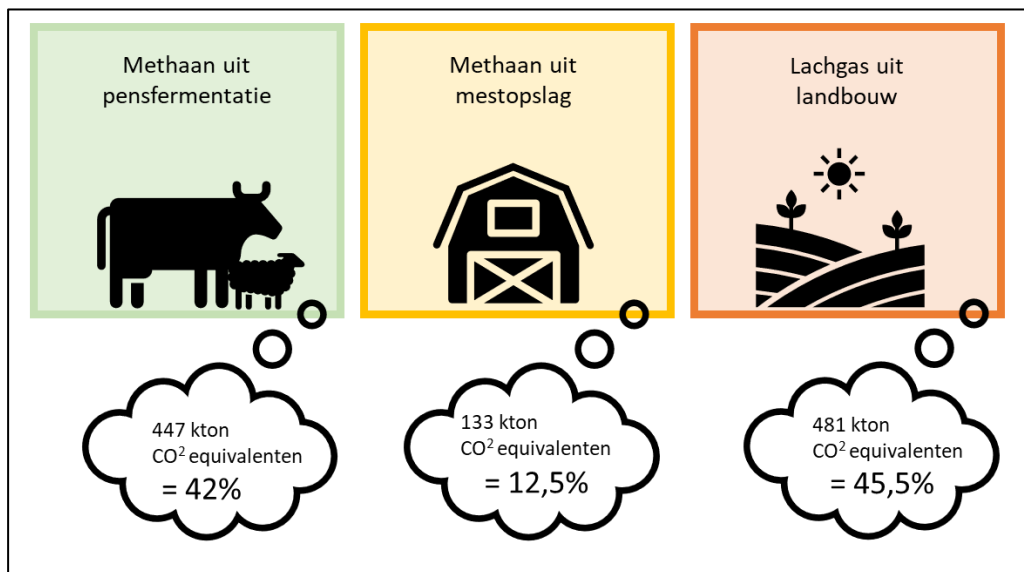 Methaan uit
pensfermentatie
Methaan uit
mestopslag
Lachgas uit
landbouw
447 kton
CO² equivalenten
= 42%
133 kton
CO² equivalenten
= 12,5%
481 kton
CO² equivalenten
= 45,5%